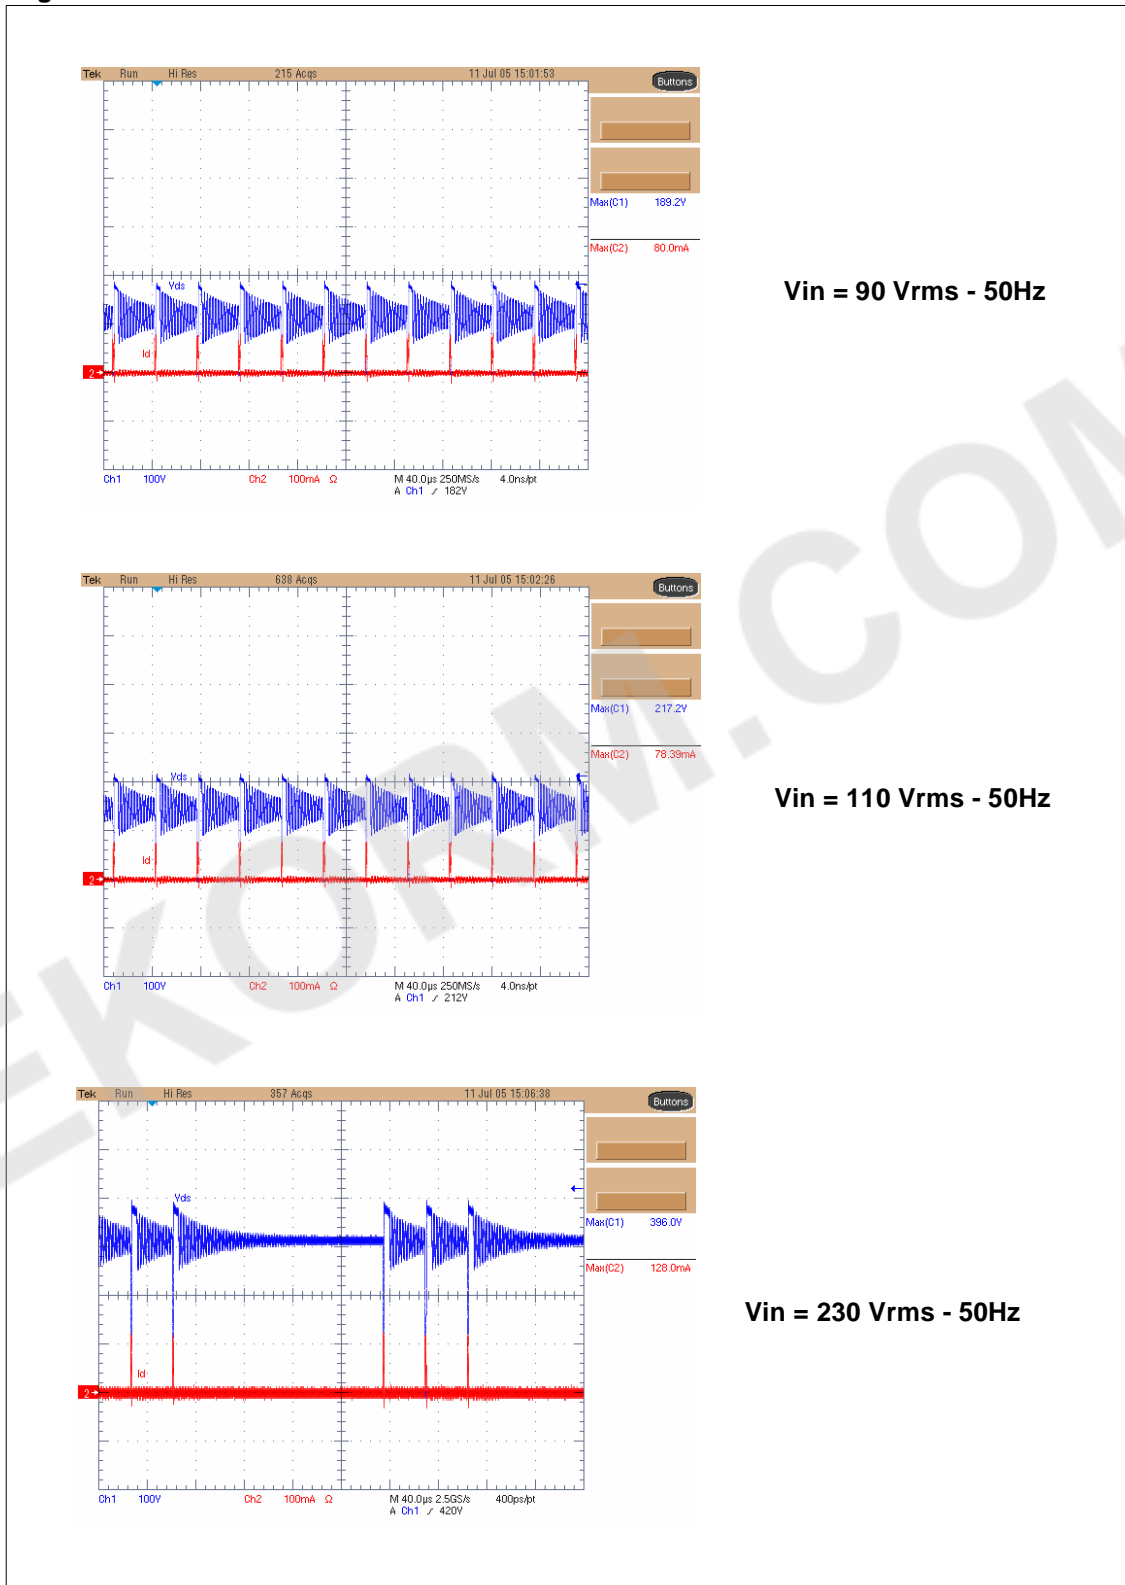 Tek Run Hi Res 215 Acqs 11 Jul 05 15:01:53
Buttons
Max(C1) 189.2V
Max(C2) 80.0mA
Vds
Id
2
Ch1 100V Ch2 100mA Ω M 40.0µs 250MS/s 4.0ns/pt
A Ch1 / 182V
Vin = 90 Vrms - 50Hz
Tek Run Hi Res 638 Acqs 11 Jul 05 15:02:26
Buttons
Max(C1) 217.2V
Max(C2) 78.39mA
Vds
Id
2
Ch1 100V Ch2 100mA Ω M 40.0µs 250MS/s 4.0ns/pt
A Ch1 / 212V
Vin = 110 Vrms - 50Hz
Tek Run Hi Res 357 Acqs 11 Jul 05 15:06:38
Buttons
Vds
Max(C1) 396.0V
Max(C2) 128.0mA
Id
2
Ch1 100V Ch2 100mA Ω M 40.0µs 2.5GS/s 400ps/pt
A Ch1 / 420V
Vin = 230 Vrms - 50Hz
EKORM.COM